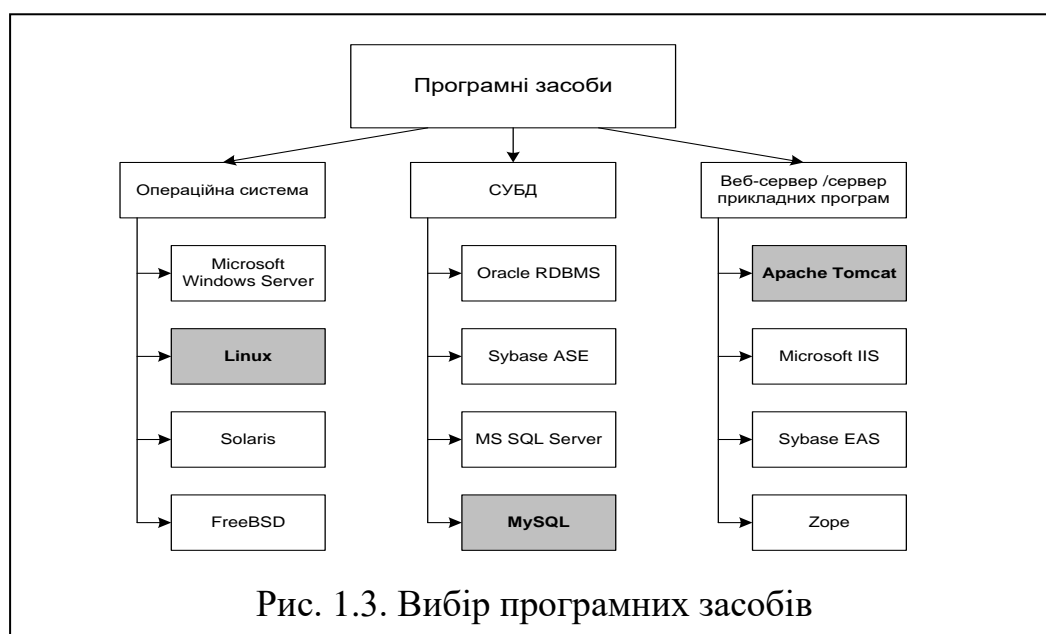 Програмні засоби
Операційна система
СУБД
Веб-сервер /сервер
прикладних програм
Microsoft
Windows Server
Oracle RDBMS
Apache Tomcat
Linux
Sybase ASE
Microsoft IIS
Solaris
MS SQL Server
Sybase EAS
FreeBSD
MySQL
Zope
Рис. 1.3. Вибір програмних засобів